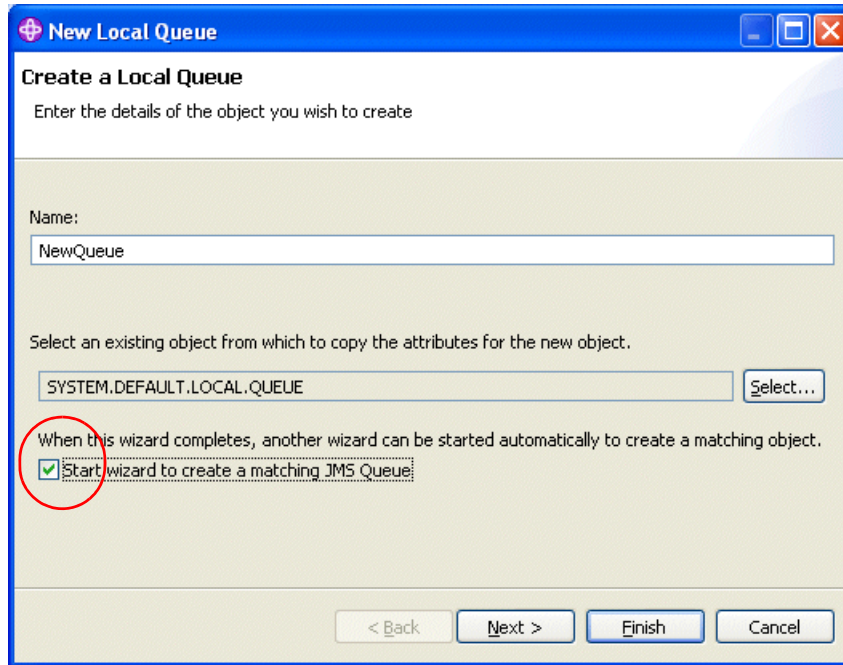 New Local Queue
Create a Local Queue
Enter the details of the object you wish to create
Name:
NewQueue
Select an existing object from which to copy the attributes for the new object.
SYSTEM.DEFAULT.LOCAL.QUEUE
Select...
When this wizard completes, another wizard can be started automatically to create a matching object.
Start wizard to create a matching JMS Queue
< Back
Next >
Finish
Cancel